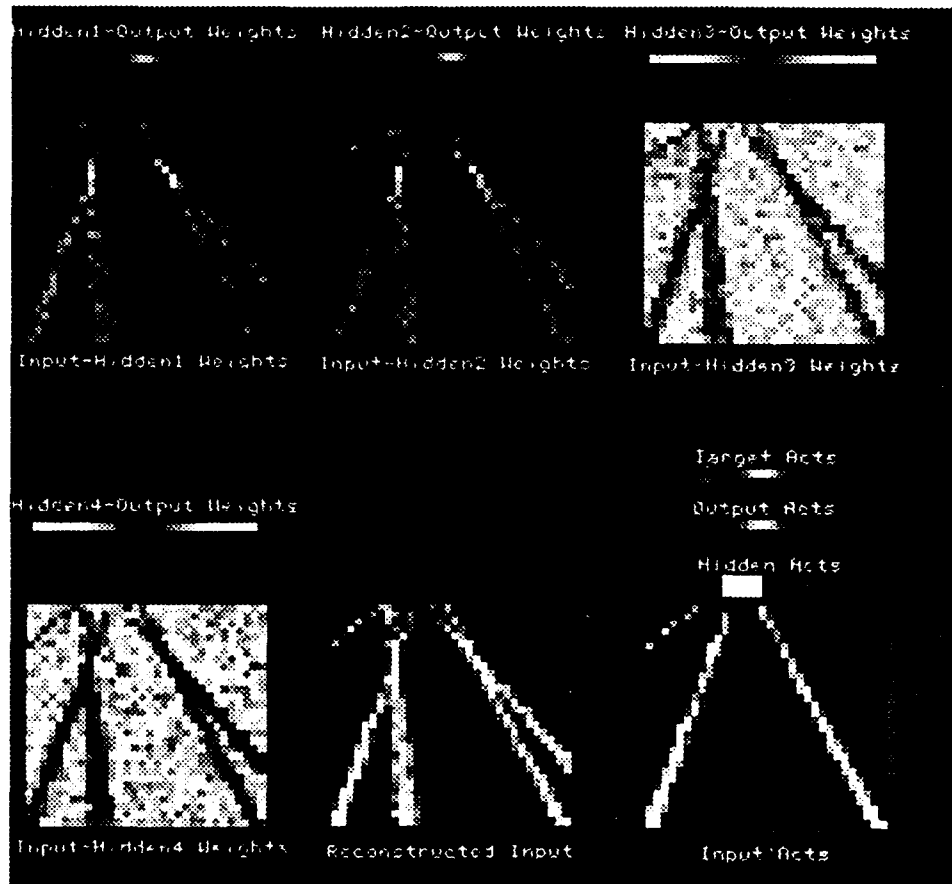 Hidden1-Output Weights
Hidden2-Output Weights
Hidden3-Output Weights
Input-Hidden1 Weights
Input-Hidden2 Weights
Input-Hidden3 Weights
Target Acts
Hidden4-Output Weights
Output Acts
Hidden Acts
Input-Hidden4 Weights
Reconstructed Input
Input Acts